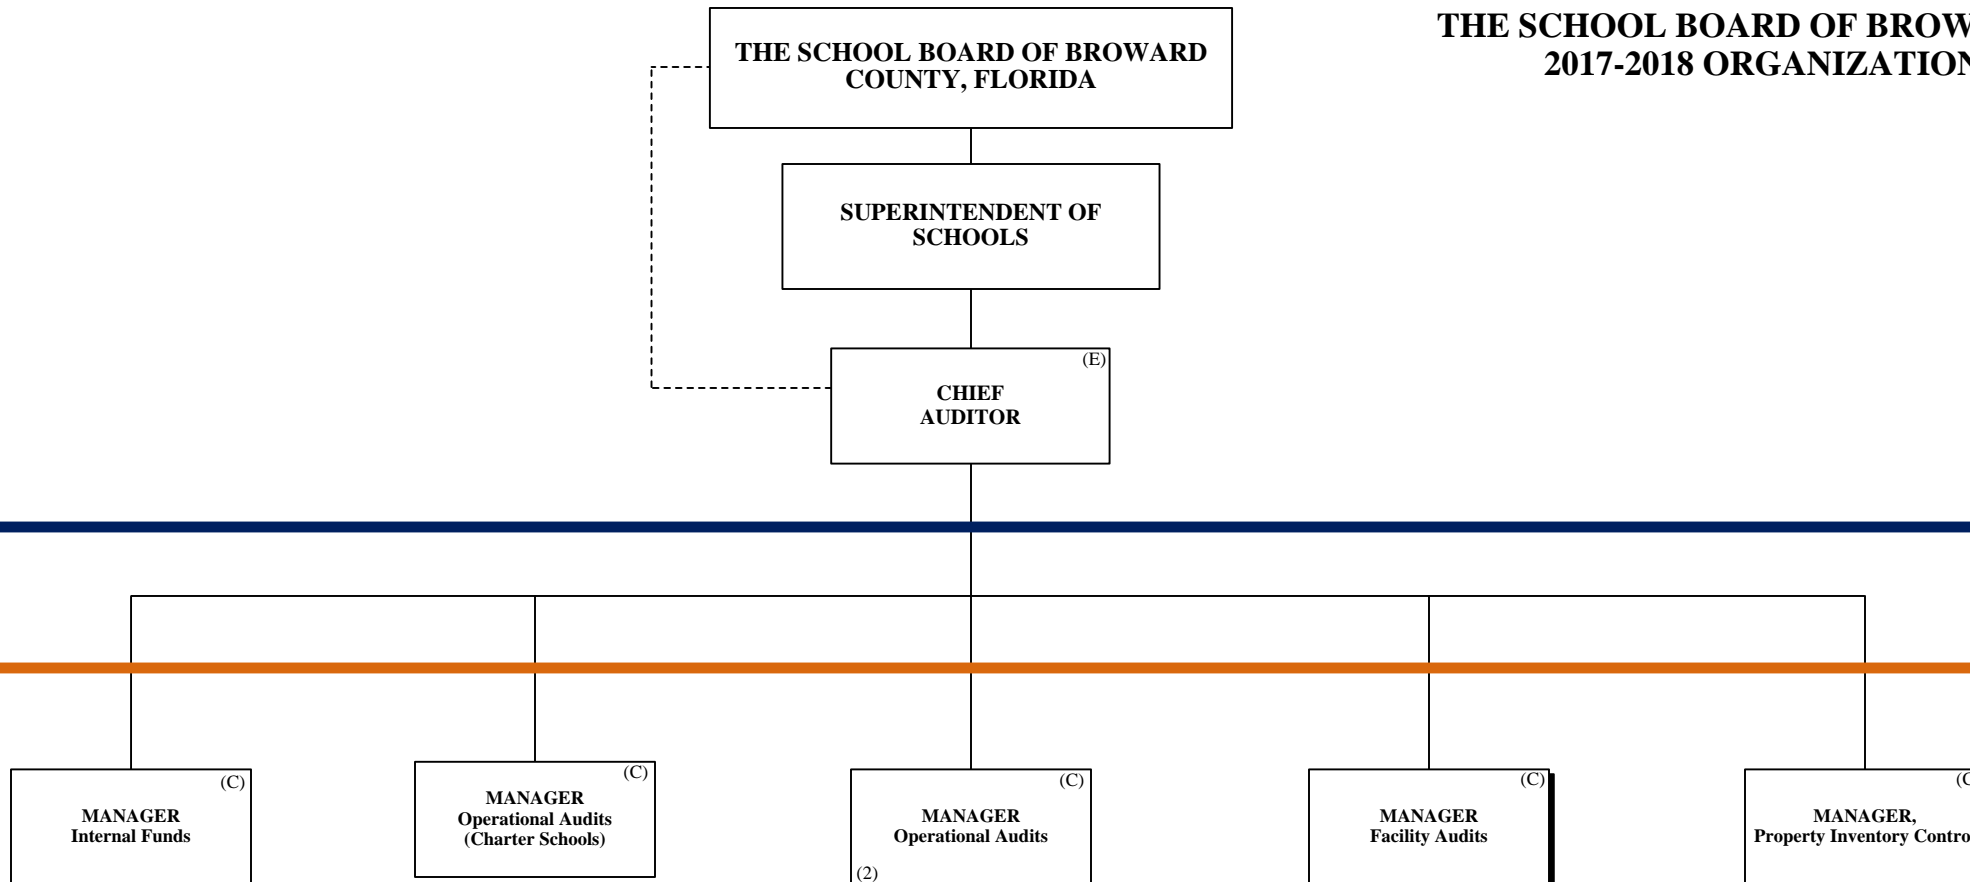 THE SCHOOL BOARD OF BROW
2017-2018 ORGANIZATION
THE SCHOOL BOARD OF BROWARD
COUNTY, FLORIDA
SUPERINTENDENT OF
SCHOOLS
(E)
CHIEF
AUDITOR
(C)
MANAGER
Internal Funds
(C)
MANAGER
Operational Audits
(Charter Schools)
(C)
MANAGER
Operational Audits
(2)
(C)
MANAGER
Facility Audits
(C
MANAGER,
Property Inventory Contro